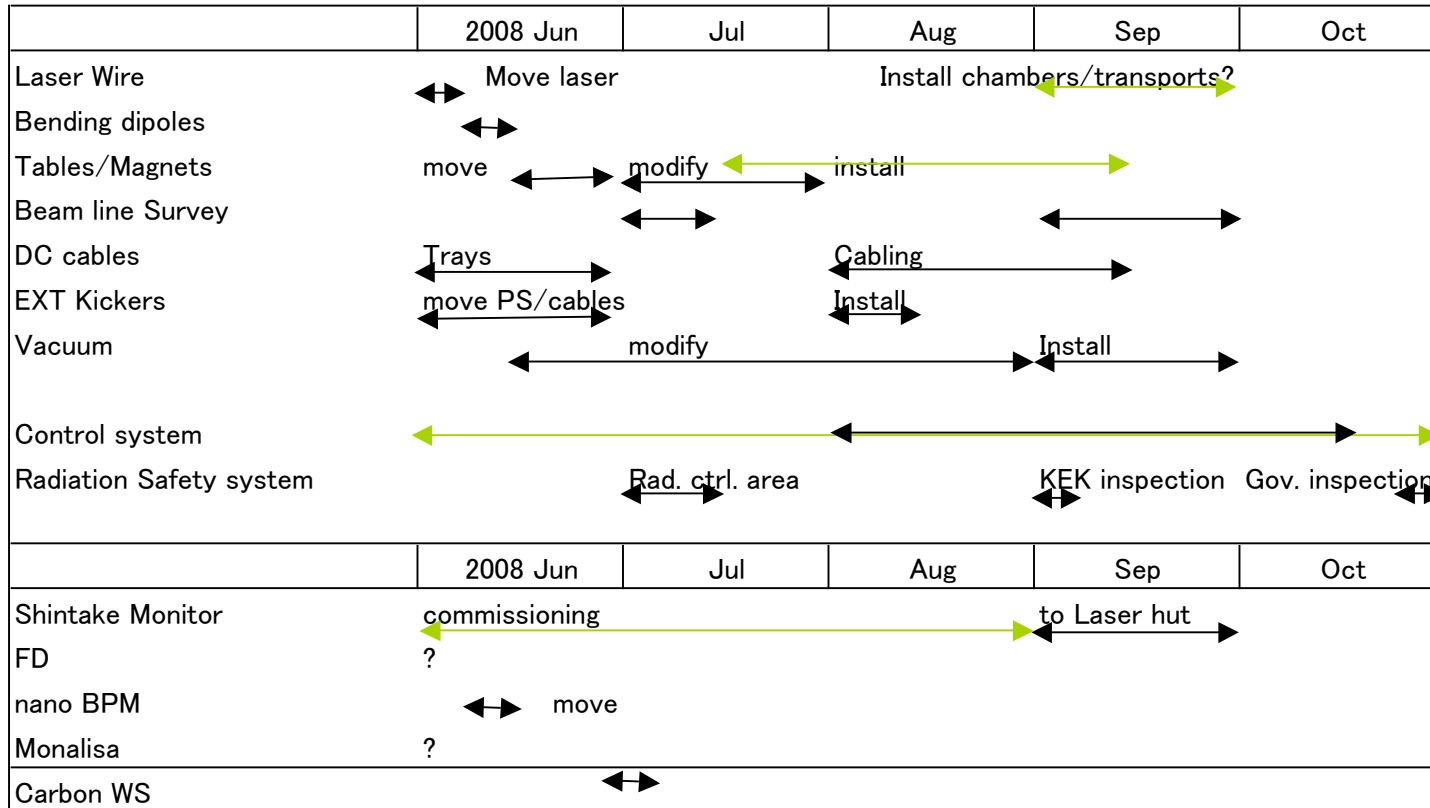 2008 Jun Jul Aug Sep Oct
Laser Wire Move laser Install chambers/transports?
Bending dipoles
Tables/Magnets move modify install
Beam line Survey
DC cables Trays Cabling
EXT Kickers move PS/cables Install
Vacuum modify Install
Control system
Radiation Safety system Rad. ctrl. area KEK inspection Gov. inspection
2008 Jun Jul Aug Sep Oct
Shintake Monitor commissioning to Laser hut
FD ?
nano BPM move
Monalisa ?
Carbon WS